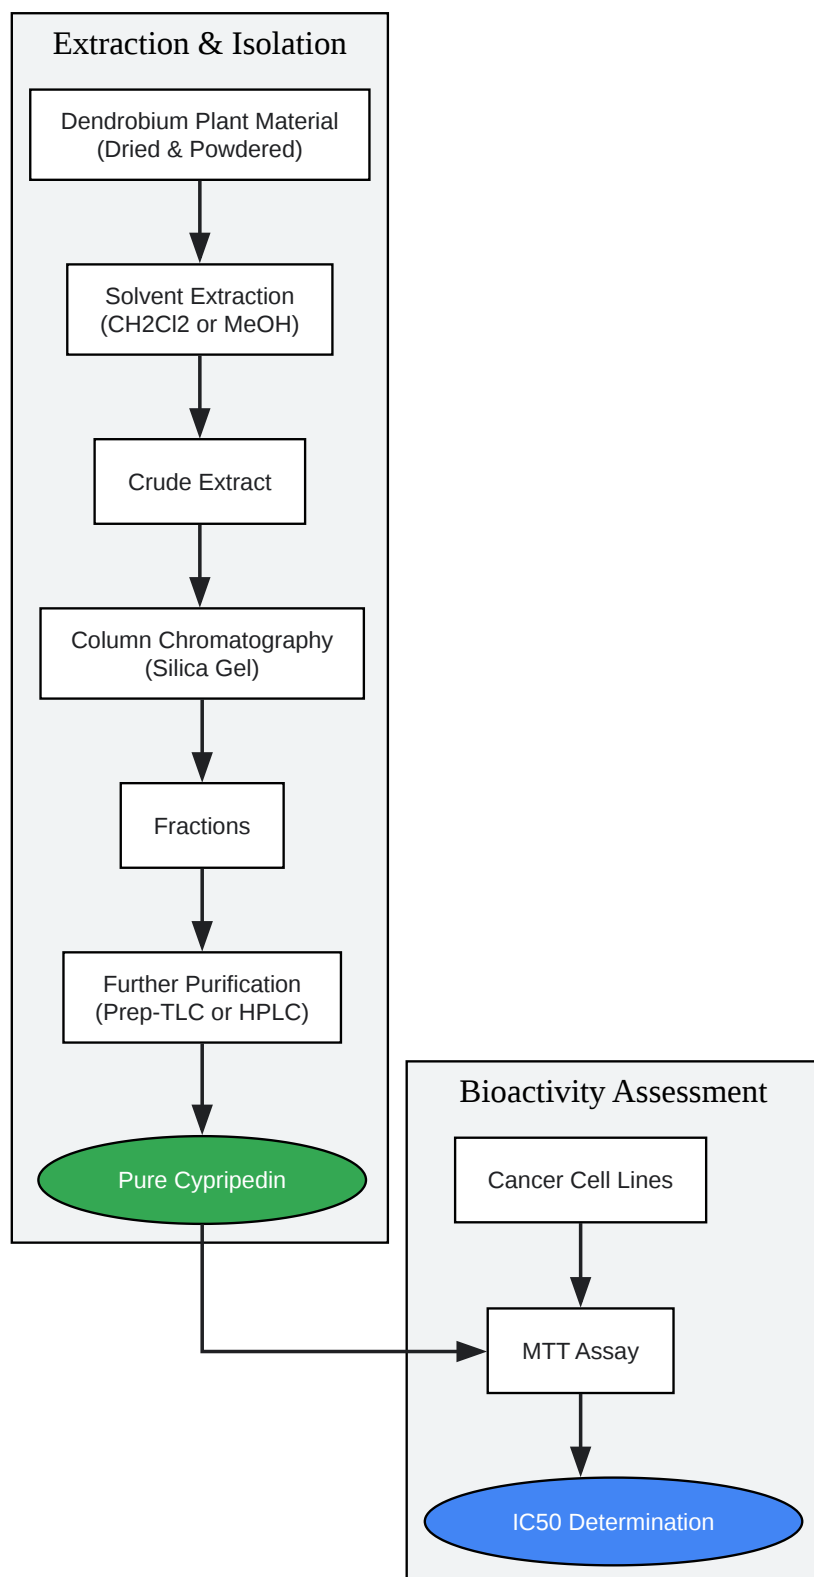 Extraction & Isolation
Dendrobium Plant Material
(Dried & Powdered)
Solvent Extraction
(CH2Cl2 or MeOH)
Crude Extract
Column Chromatography
(Silica Gel)
Fractions
Further Purification
(Prep-TLC or HPLC)
Pure Cypripedin
Bioactivity Assessment
Cancer Cell Lines
MTT Assay
IC50 Determination